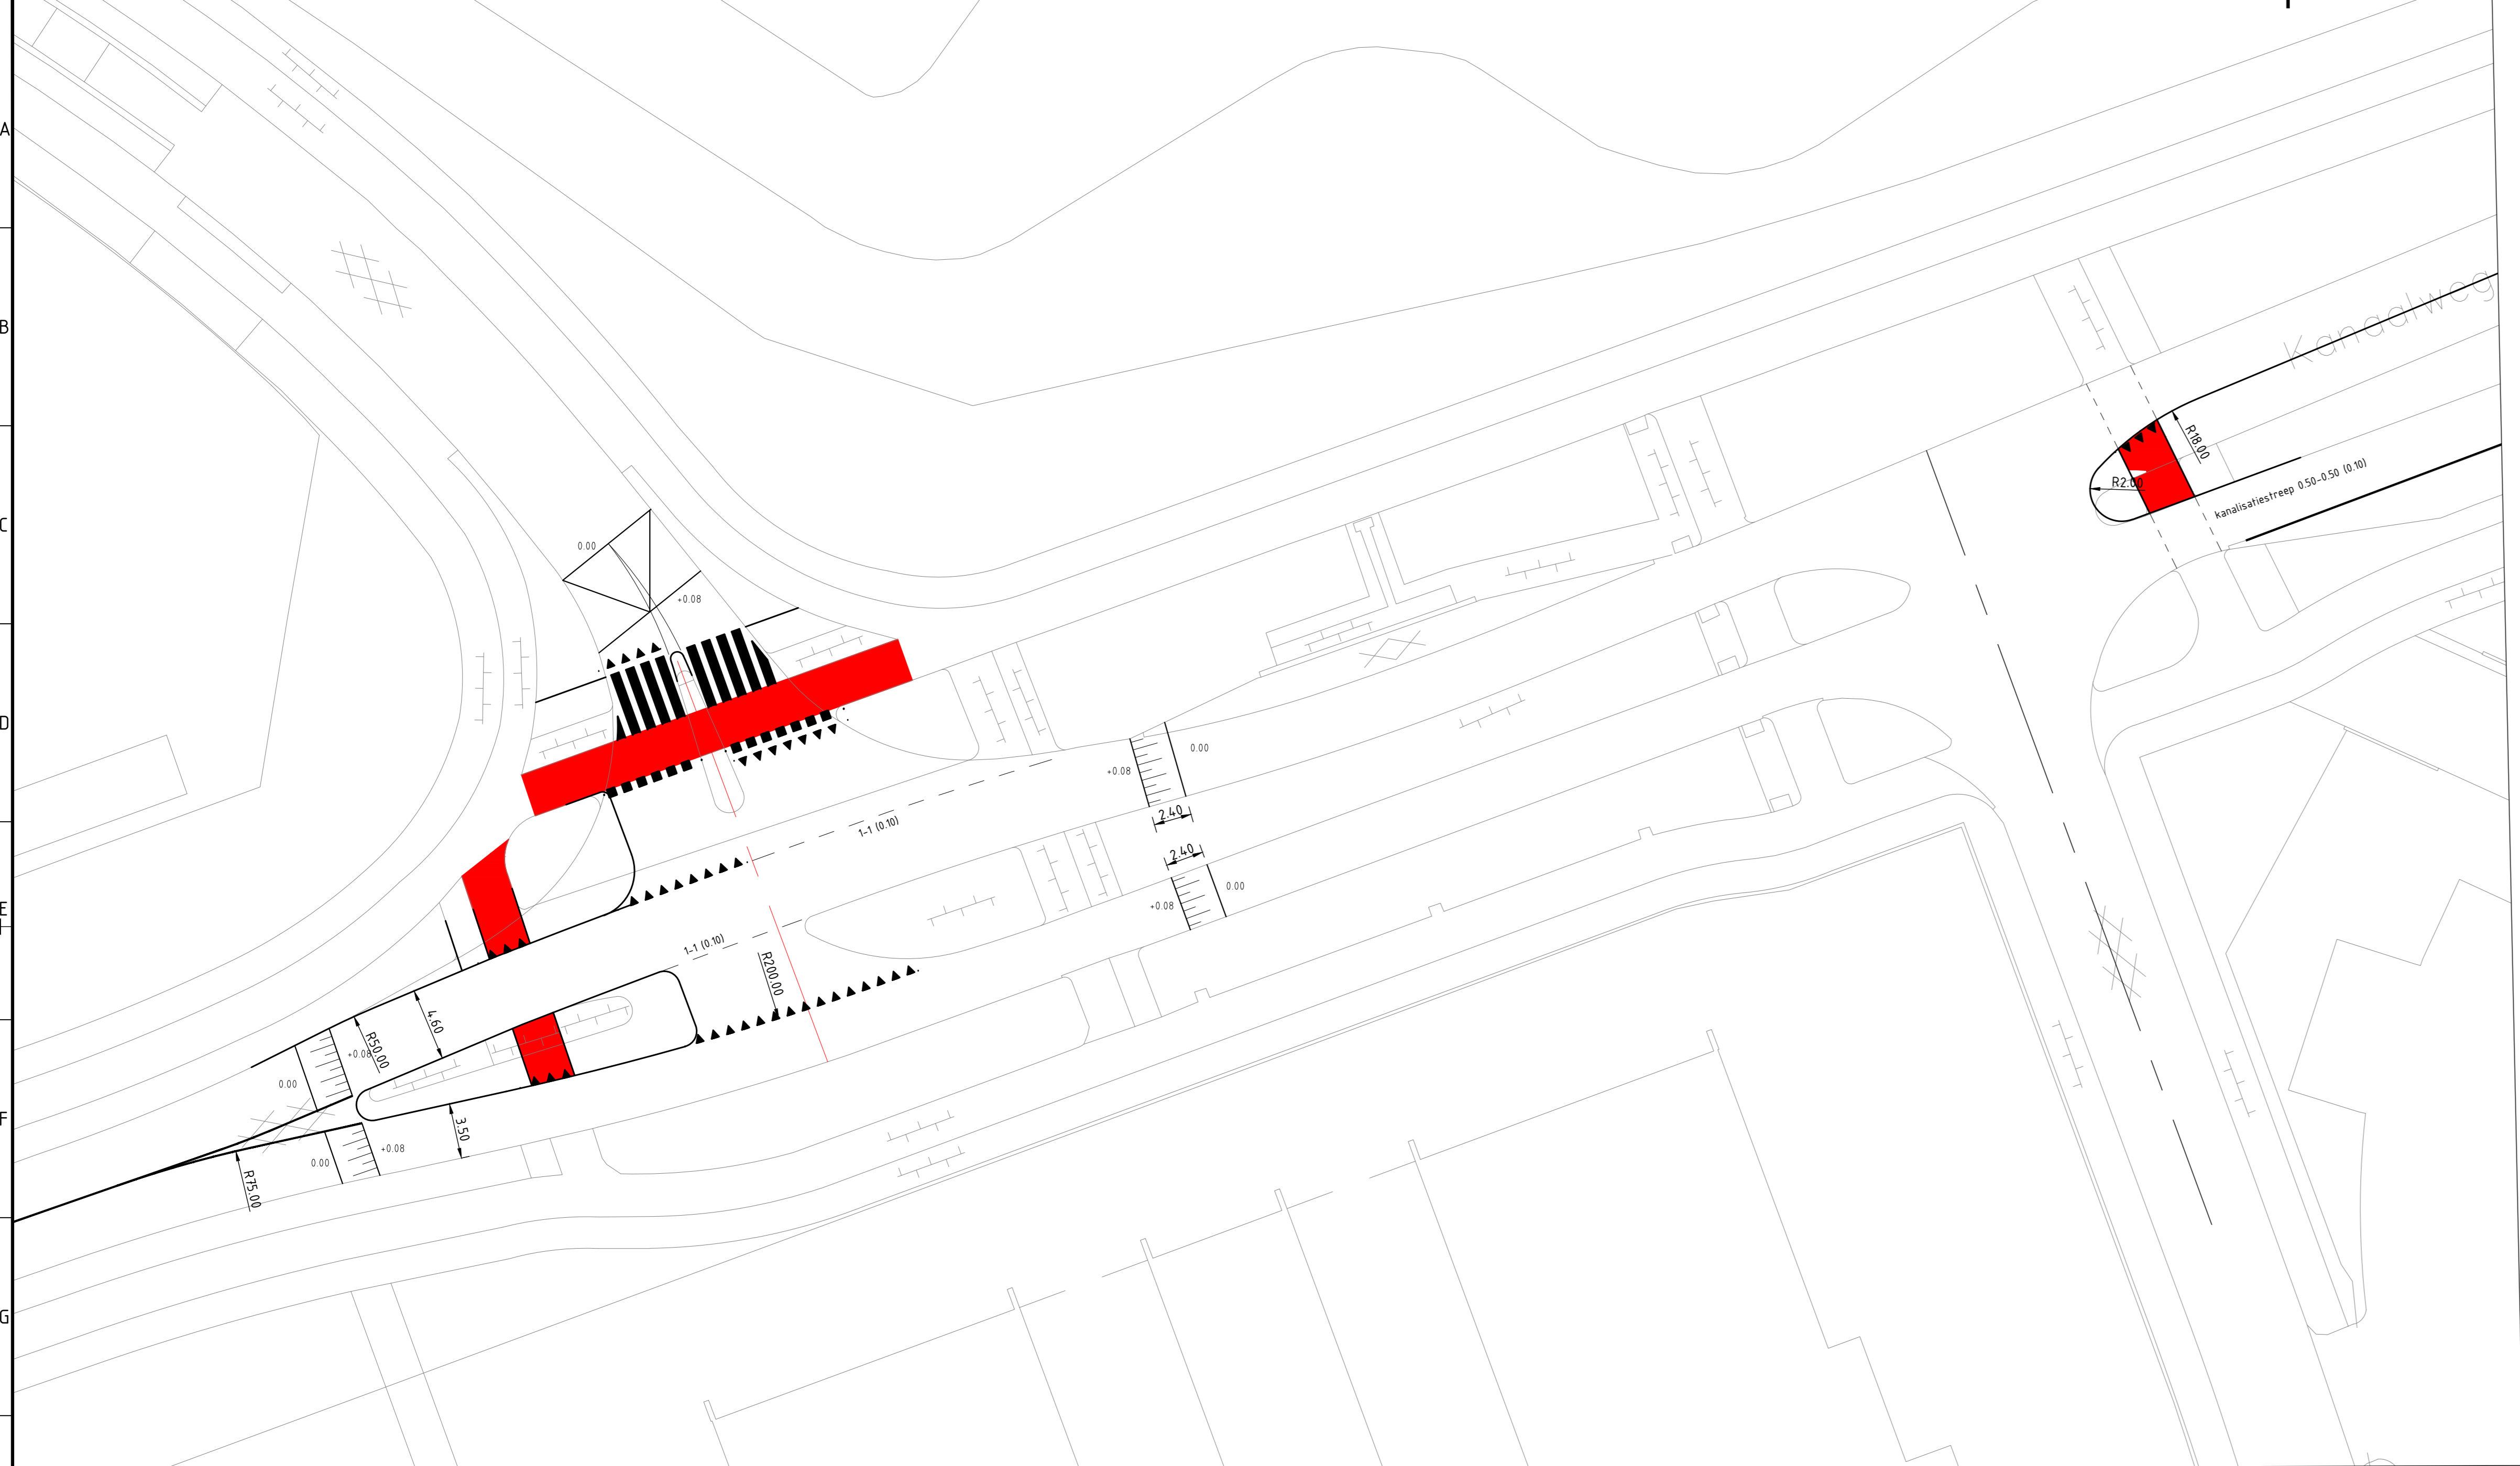 A
B
Kanaalweg
R18.00
kanalisatiestreep 0.50-0.50 (0.10)
R2.00
C
0.00
+0.08
D
0.00
+0.08
2.40
1-1 (0.10)
2.40
0.00
+0.08
E
1-1 (0.10)
R200.00
4.60
R50.00
+0.08
0.00
F
3.50
+0.08
0.00
R75.00
G